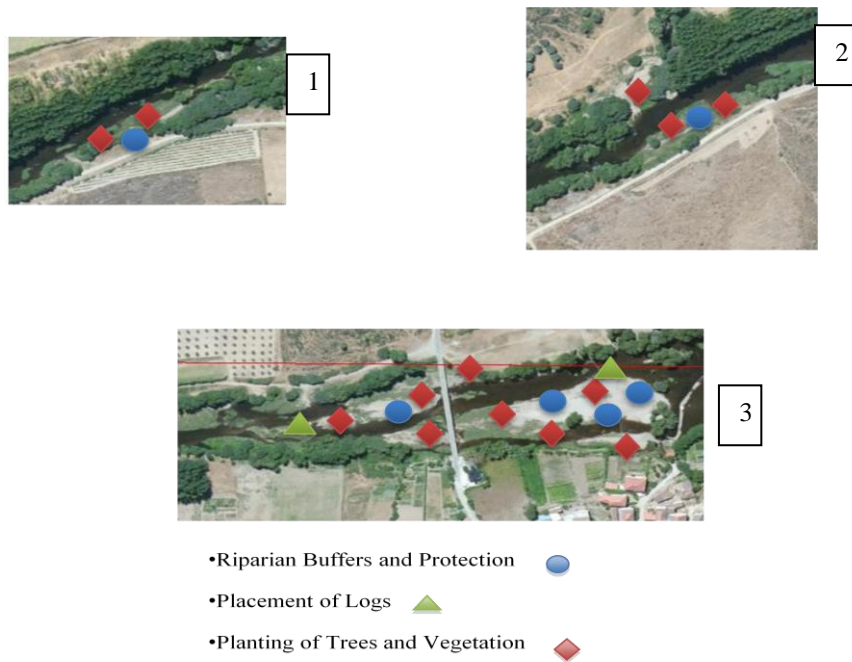 1
2
3
•Riparian Buffers and Protection
•Placement of Logs
•Planting of Trees and Vegetation